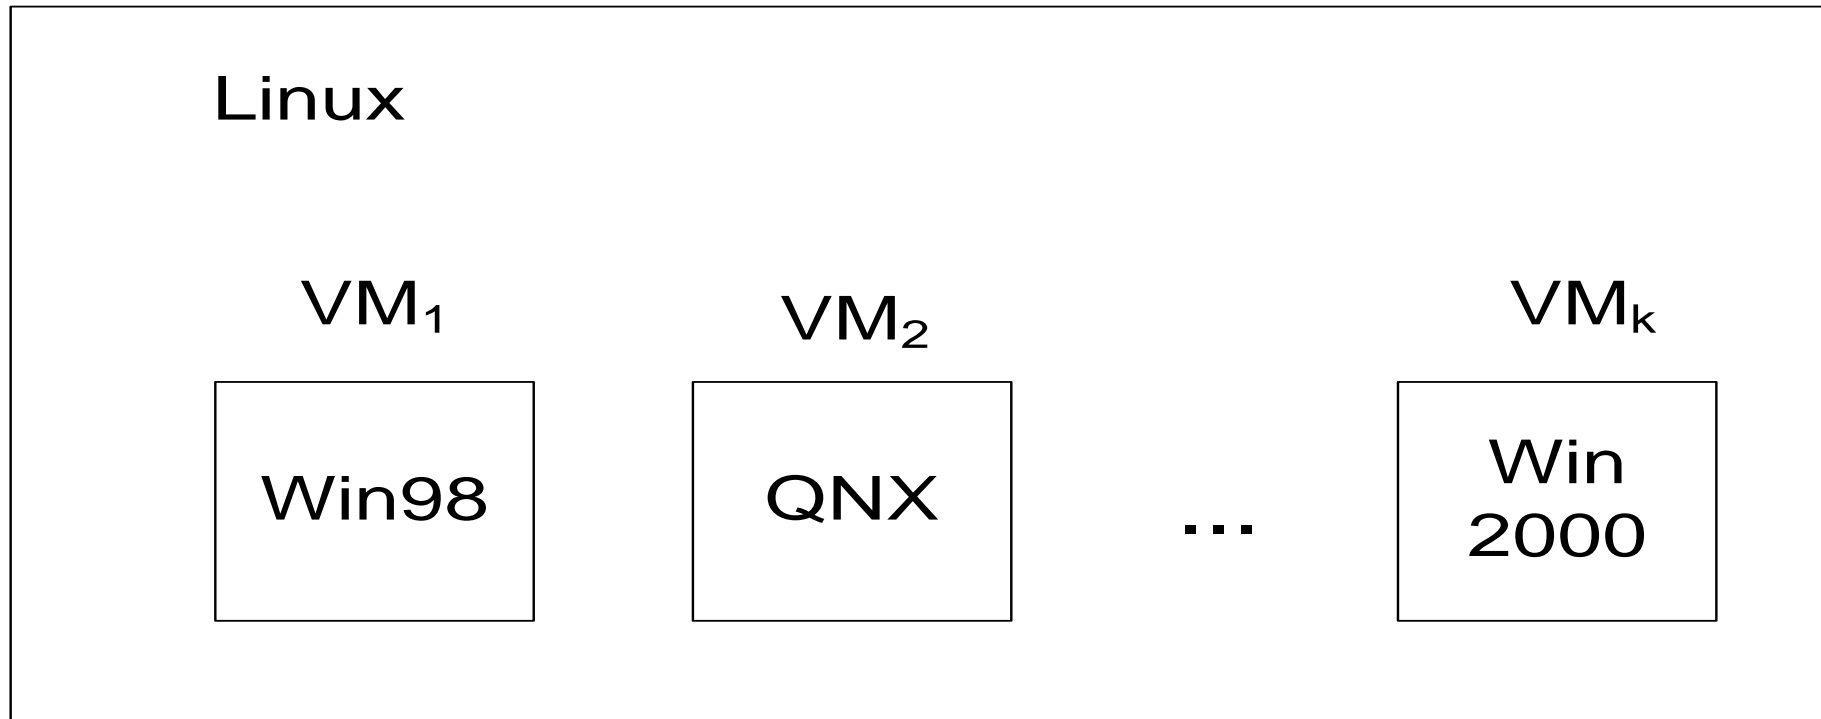 Linux
VM₁
VM₂
VMₖ
Win98
QNX
...
Win
2000